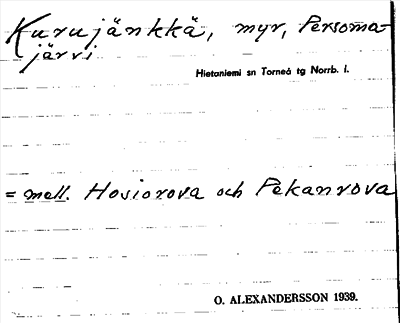 Kurujänkkä, myr, Persoma-
järvi
Hietaniemi sn Torneå tg Norrb. l.
= mell. Hosiorova och Pekanrova
O. ALEXANDERSSON 1939.